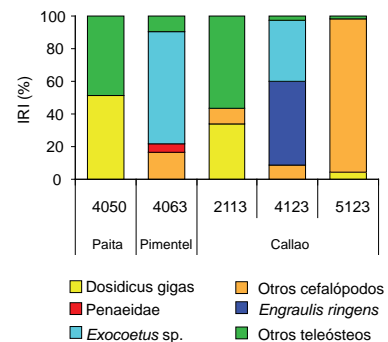 100
80
60
40
20
0
IRI (%)
4050 4063 2113 4123 5123
Paita Pimentel Callao
Dosidicus gigas Otros cefalópodos
Penaeidae Engraulis ringens
Exocoetus sp. Otros teleósteos